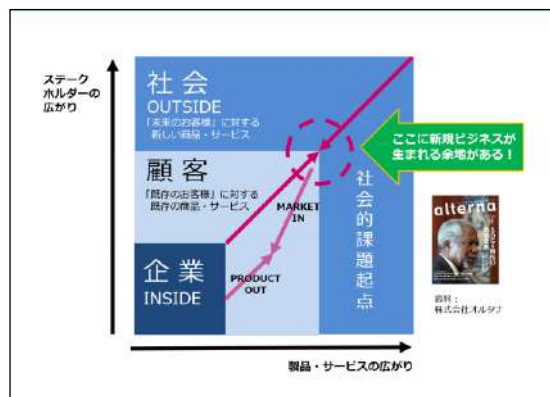 ステーク
ホルダーの
広がり
社会
OUTSIDE
「未来のお客様」に対する
新しい商品・サービス
顧客
「既存のお客様」に対する
既存の商品・サービス
MARKET
IN
企業
INSIDE
PRODUCT
OUT
社会的課題起点
ここに新規ビジネスが
生まれる余地がある！
alterna
資料：
株式会社オルタナ
製品・サービスの広がり